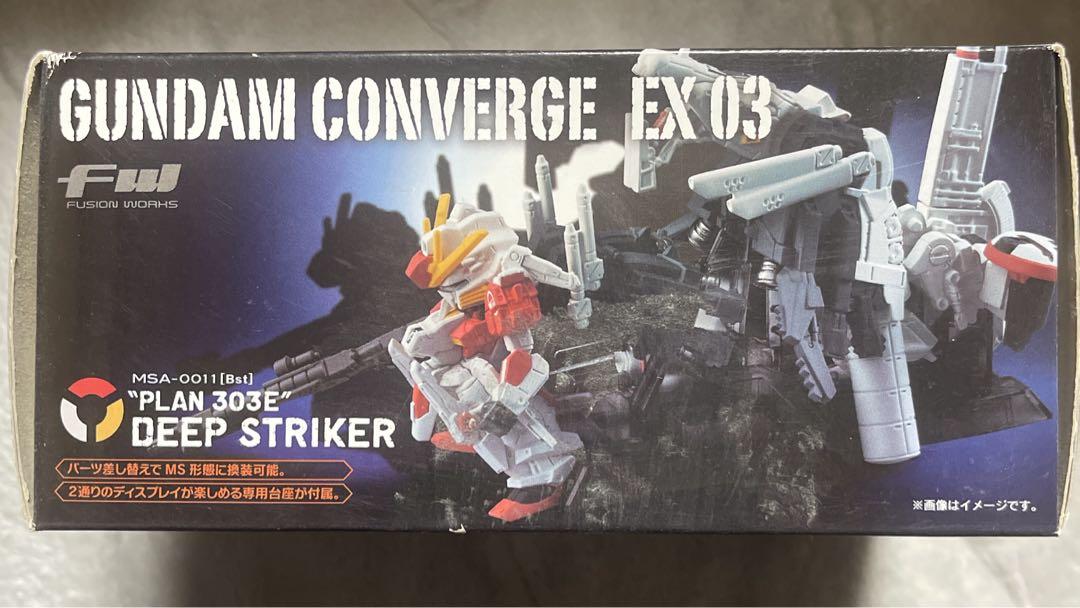 GUNDAM CONVERGE EX 03
FW
FUSION WORKS
MSA-0011[Bst]
"PLAN 303E"
DEEP STRIKER
パーツ差し替えでMS形態に換装可能。
2通りのディスプレイが楽しめる専用台座が付属。
※画像はイメージです。